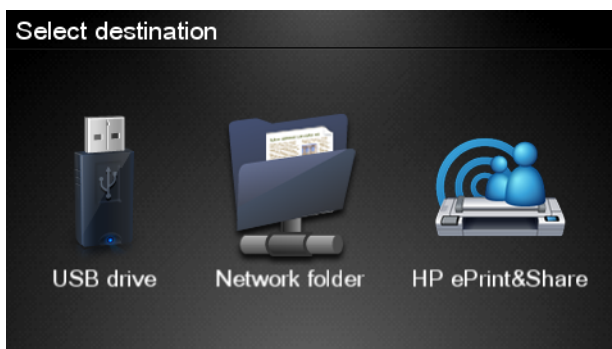 Select destination
USB drive
Network folder
HP ePrint&Share